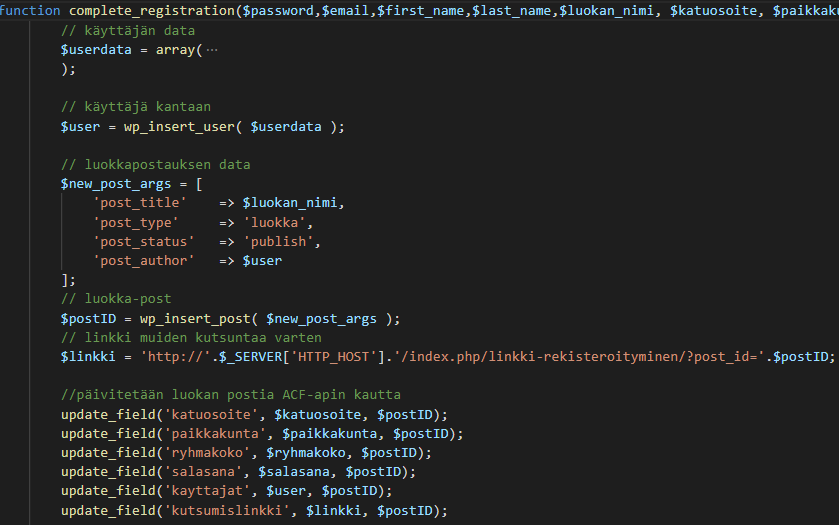 function complete_registration($password,$email,$first_name,$last_name,$luokan_nimi, $katuosoite, $paikkaku
// käyttäjän data
$userdata = array(⋯
);
// käyttäjä kantaan
$user = wp_insert_user( $userdata );
// luokkapostauksen data
$new_post_args = [
'post_title' => $luokan_nimi,
'post_type' => 'luokka',
'post_status' => 'publish',
'post_author' => $user
];
// luokka-post
$postID = wp_insert_post( $new_post_args );
// linkki muiden kutsuntaa varten
$linkki = 'http://'.$_SERVER['HTTP_HOST'].'/index.php/linkki-rekisteroityminen/?post_id='.$postID;
//päivitetään luokan postia ACF-apin kautta
update_field('katuosoite', $katuosoite, $postID);
update_field('paikkakunta', $paikkakunta, $postID);
update_field('ryhmakoko', $ryhmakoko, $postID);
update_field('salasana', $salasana, $postID);
update_field('kayttajat', $user, $postID);
update_field('kutsumislinkki', $linkki, $postID);